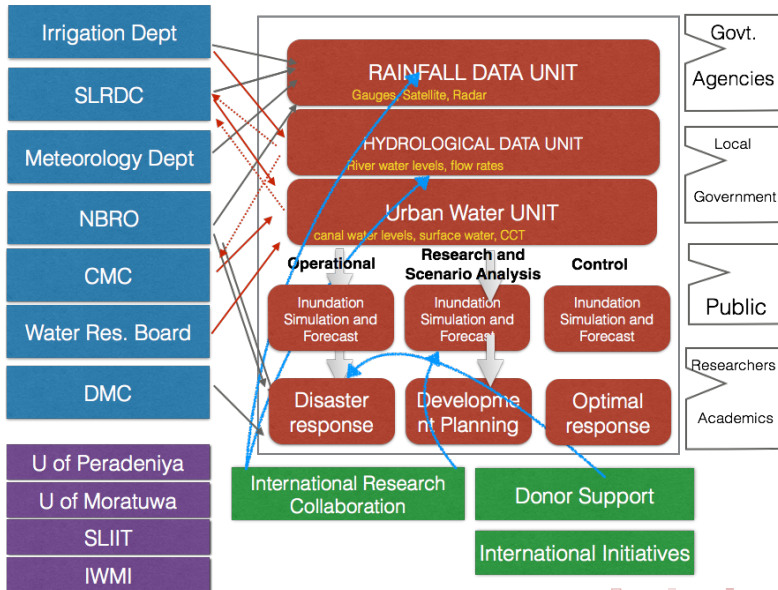 Irrigation Dept
SLRDC
Meteorology Dept
NBRO
CMC
Water Res. Board
DMC
U of Peradeniya
U of Moratuwa
SLIIT
IWMI
RAINFALL DATA UNIT
Gauges, Satellite, Radar
HYDROLOGICAL DATA UNIT
River water levels, flow rates
Urban Water UNIT
canal water levels, surface water, CCT
Operational
Research and
Scenario Analysis
Control
Inundation
Simulation and
Forecast
Inundation
Simulation and
Forecast
Inundation
Simulation and
Forecast
Disaster
response
Developme
nt Planning
Optimal
response
International Research
Collaboration
Donor Support
International Initiatives
Govt.
Agencies
Local
Government
Public
Researchers
Academics